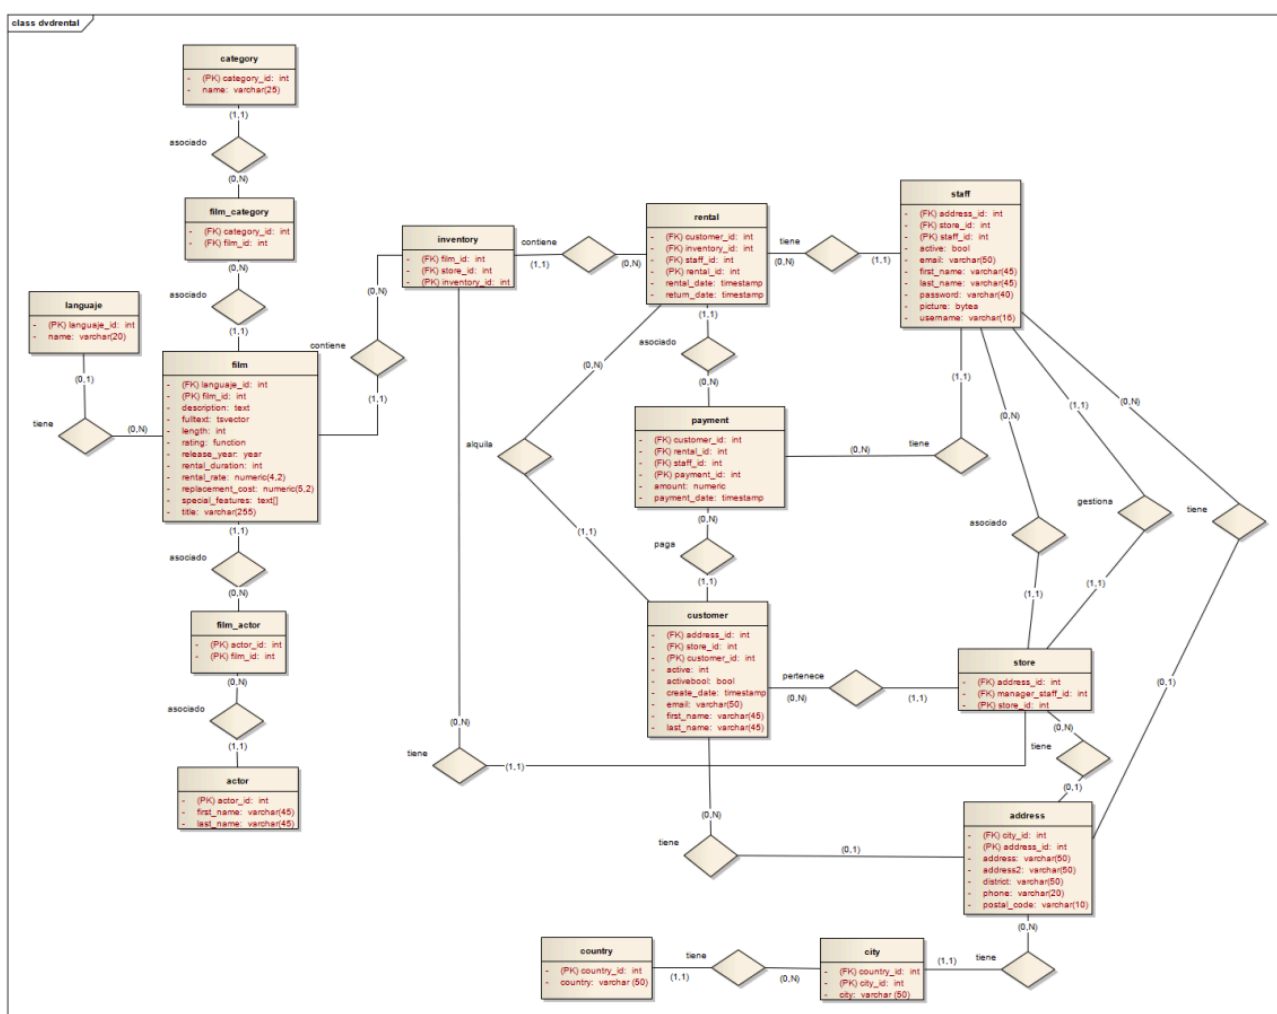 class dvdrental
category
- (PK) category_id: int
- name: varchar(25)
(1,1)
asociado
(0,N)
film_category
- (FK) category_id: int
- (FK) film_id: int
(0,N)
asociado
(1,1)
languaje
- (PK) languaje_id: int
- name: varchar(20)
(0,1)
tiene
(0,N)
film
- (FK) languaje_id: int
- (PK) film_id: int
- description: text
- fulltext: tsvector
- length: int
- rating: function
- release_year: year
- rental_duration: int
- rental_rate: numeric(4,2)
- replacement_cost: numeric(5,2)
- special_features: text[]
- title: varchar(255)
(1,1)
asociado
(0,N)
film_actor
- (PK) actor_id: int
- (PK) film_id: int
(0,N)
asociado
(1,1)
actor
- (PK) actor_id: int
- first_name: varchar(45)
- last_name: varchar(45)
(0,N)
contiene
(1,1)
inventory
- (FK) film_id: int
- (FK) store_id: int
- (PK) inventory_id: int
contiene
(1,1)
(0,N)
rental
- (FK) customer_id: int
- (FK) inventory_id: int
- (FK) staff_id: int
- (PK) rental_id: int
- rental_date: timestamp
- return_date: timestamp
tiene
(0,N)
(1,1)
staff
- (FK) address_id: int
- (FK) store_id: int
- (PK) staff_id: int
- active: bool
- email: varchar(50)
- first_name: varchar(45)
- last_name: varchar(45)
- password: varchar(40)
- picture: bytea
- username: varchar(16)
(1,1)
asociado
(0,N)
(0,N)
alquila
(1,1)
payment
- (FK) customer_id: int
- (FK) rental_id: int
- (FK) staff_id: int
- (PK) payment_id: int
- amount: numeric
- payment_date: timestamp
(1,1)
tiene
(0,N)
(0,N)
asociado
(1,1)
(1,1)
gestiona
(1,1)
(0,N)
tiene
(0,1)
(0,N)
paga
(1,1)
customer
- (FK) address_id: int
- (FK) store_id: int
- (PK) customer_id: int
- active: int
- activebool: bool
- create_date: timestamp
- email: varchar(50)
- first_name: varchar(45)
- last_name: varchar(45)
pertenece
(0,N)
(1,1)
store
- (FK) address_id: int
- (FK) manager_staff_id: int
- (PK) store_id: int
(0,N)
tiene
(1,1)
(0,N)
tiene
(0,1)
(0,N)
tiene
(0,1)
address
- (FK) city_id: int
- (PK) address_id: int
- address: varchar(50)
- address2: varchar(50)
- district: varchar(50)
- phone: varchar(20)
- postal_code: varchar(10)
(0,N)
tiene
(1,1)
country
- (PK) country_id: int
- country: varchar (50)
tiene
(1,1)
(0,N)
city
- (FK) country_id: int
- (PK) city_id: int
- city: varchar (50)